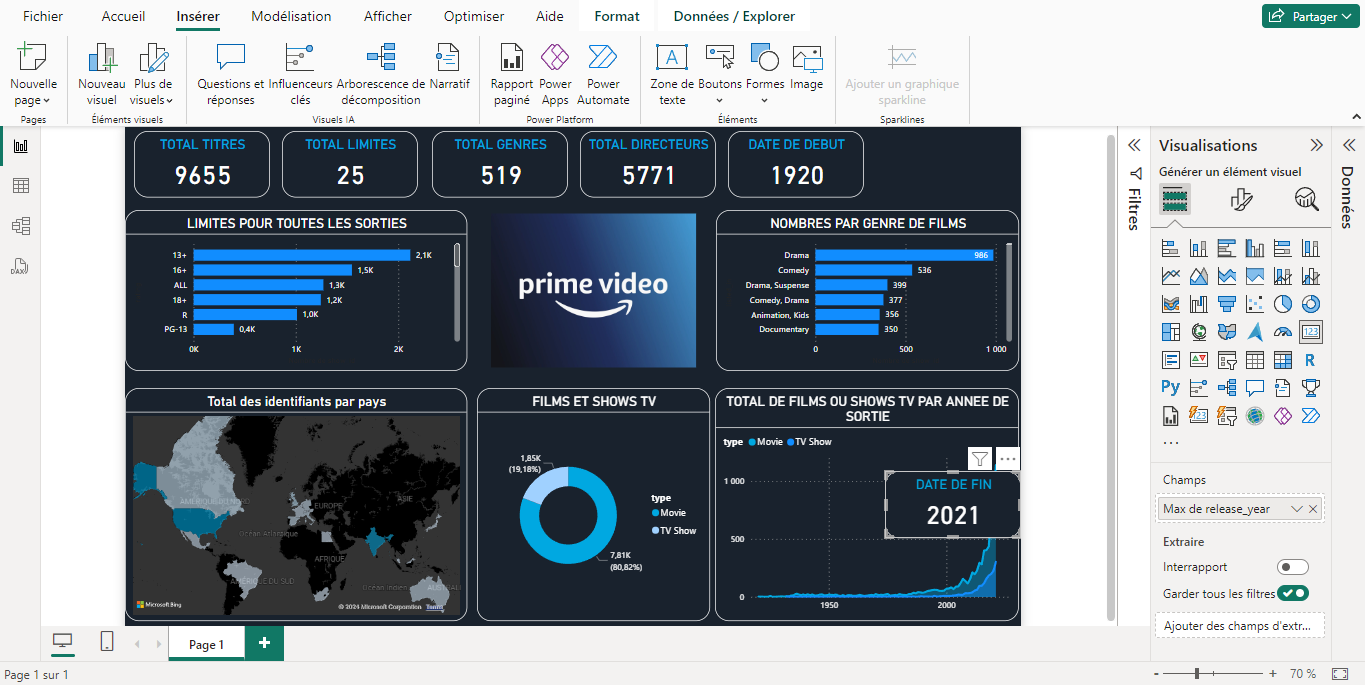 Fichier Accueil Insérer Modélisation Afficher Optimiser Aide Format Données / Explorer Partager
Nouvelle page
Nouveau visuel
Plus de visuels
Questions et réponses
Influenceurs clés
Arborescence de décomposition
Narratif
Rapport paginé
Power Apps
Power Automate
Zone de texte
Boutons
Formes
Image
Ajouter un graphique sparkline
Pages Éléments visuels Visuels IA Power Platform Éléments Sparklines
TOTAL TITRES
9655
TOTAL LIMITES
25
TOTAL GENRES
519
TOTAL DIRECTEURS
5771
DATE DE DEBUT
1920
LIMITES POUR TOUTES LES SORTIES
13+ 2,1K
16+ 1,5K
ALL 1,3K
18+ 1,2K
R 1,0K
PG-13 0,4K
0K 1K 2K
prime video
NOMBRES PAR GENRE DE FILMS
Drama 986
Comedy 536
Drama, Suspense 399
Comedy, Drama 377
Animation, Kids 356
Documentary 350
0 500 1 000
Total des identifiants par pays
AMÉRIQUE DU NORD
EUROPE
ASIE
Océan Atlantique
AFRIQUE
AMÉRIQUE DU SUD
Océan Indien
AUSTRALI
Microsoft Bing
© 2024 Microsoft Corporation Terms
FILMS ET SHOWS TV
1,85K
(19,18%)
type
Movie
TV Show
7,81K
(80,82%)
TOTAL DE FILMS OU SHOWS TV PAR ANNEE DE
SORTIE
type Movie TV Show
1 000
500
0
1950 2000
DATE DE FIN
2021
Filtres
Visualisations
Générer un élément visuel
Py
R
123
...
Champs
Max de release_year
Extraire
Interrapport
Garder tous les filtres
Ajouter des champs d'extr...
Données
Page 1
+
Page 1 sur 1
- + 70 %